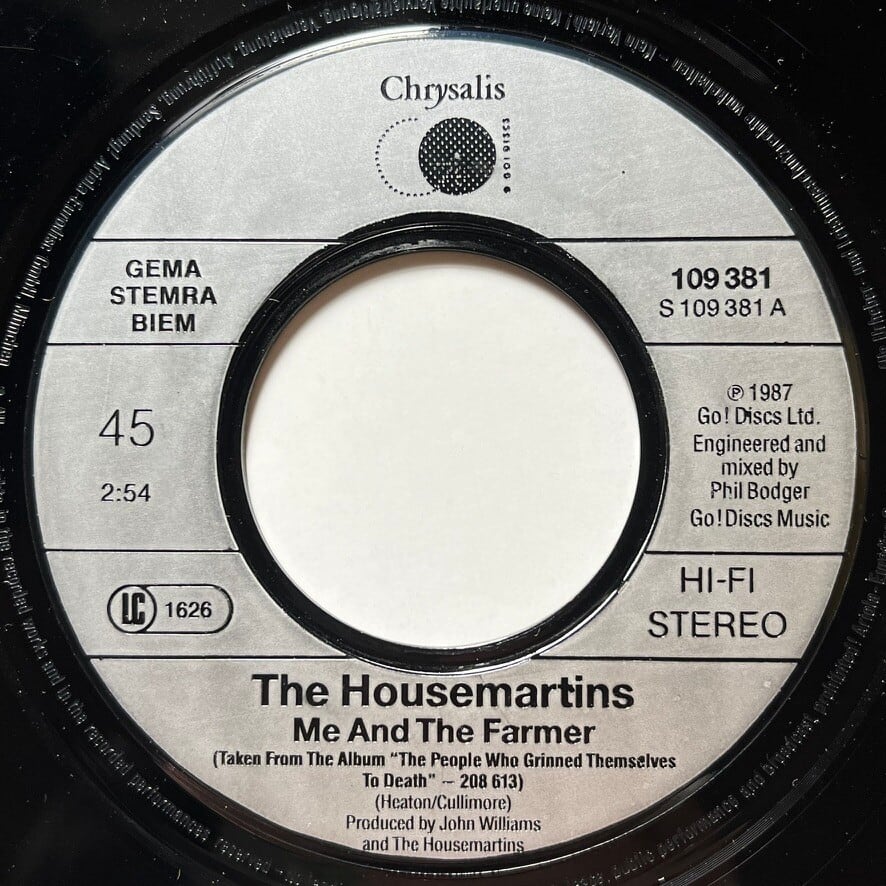 Chrysalis
GEMA
STEMRA
BIEM
109 381
S 109 381 A
45
2:54
℗ 1987
Go! Discs Ltd.
Engineered and
mixed by
Phil Bodger
Go! Discs Music
LC 1626
HI-FI
STEREO
The Housemartins
Me And The Farmer
(Taken From The Album "The People Who Grinned Themselves
To Death" – 208 613)
(Heaton/Cullimore)
Produced by John Williams
and The Housemartins